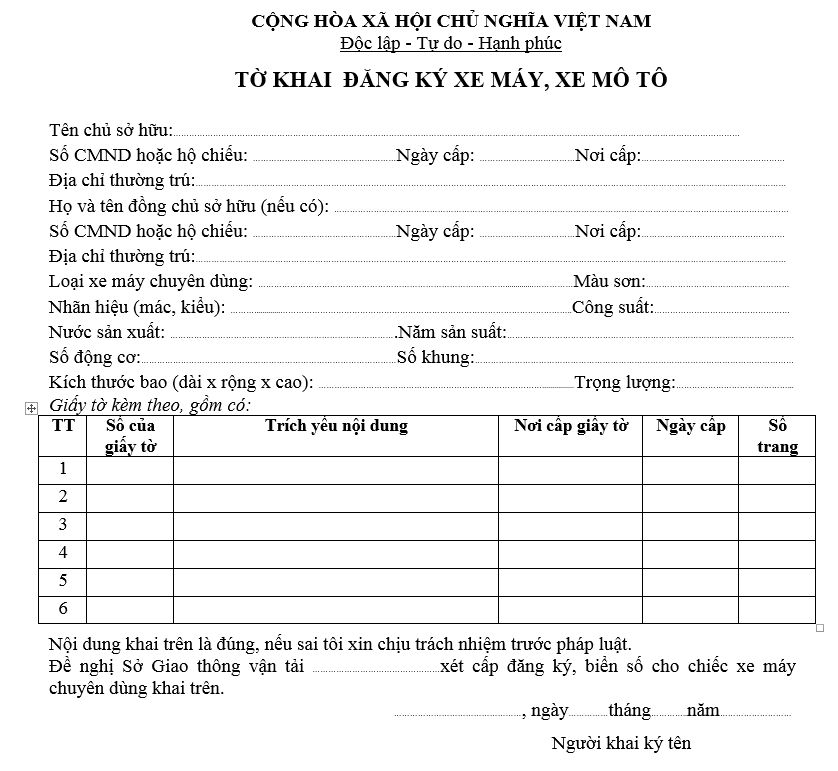 CỘNG HÒA XÃ HỘI CHỦ NGHĨA VIỆT NAM
Độc lập - Tự do - Hạnh phúc
TỜ KHAI ĐĂNG KÝ XE MÁY, XE MÔ TÔ
Tên chủ sở hữu:
Số CMND hoặc hộ chiếu: Ngày cấp: Nơi cấp:
Địa chỉ thường trú:
Họ và tên đồng chủ sở hữu (nếu có):
Số CMND hoặc hộ chiếu: Ngày cấp: Nơi cấp:
Địa chỉ thường trú:
Loại xe máy chuyên dùng: Màu sơn:
Nhãn hiệu (mác, kiểu): Công suất:
Nước sản xuất: .Năm sản suất:
Số động cơ: Số khung:
Kích thước bao (dài x rộng x cao): Trọng lượng:
Giấy tờ kèm theo, gồm có:
TT Số của giấy tờ Trích yếu nội dung Nơi cấp giấy tờ Ngày cấp Số trang
1
2
3
4
5
6
Nội dung khai trên là đúng, nếu sai tôi xin chịu trách nhiệm trước pháp luật.
Đề nghị Sở Giao thông vận tải xét cấp đăng ký, biển số cho chiếc xe máy
chuyên dùng khai trên.
, ngày tháng năm
Người khai ký tên